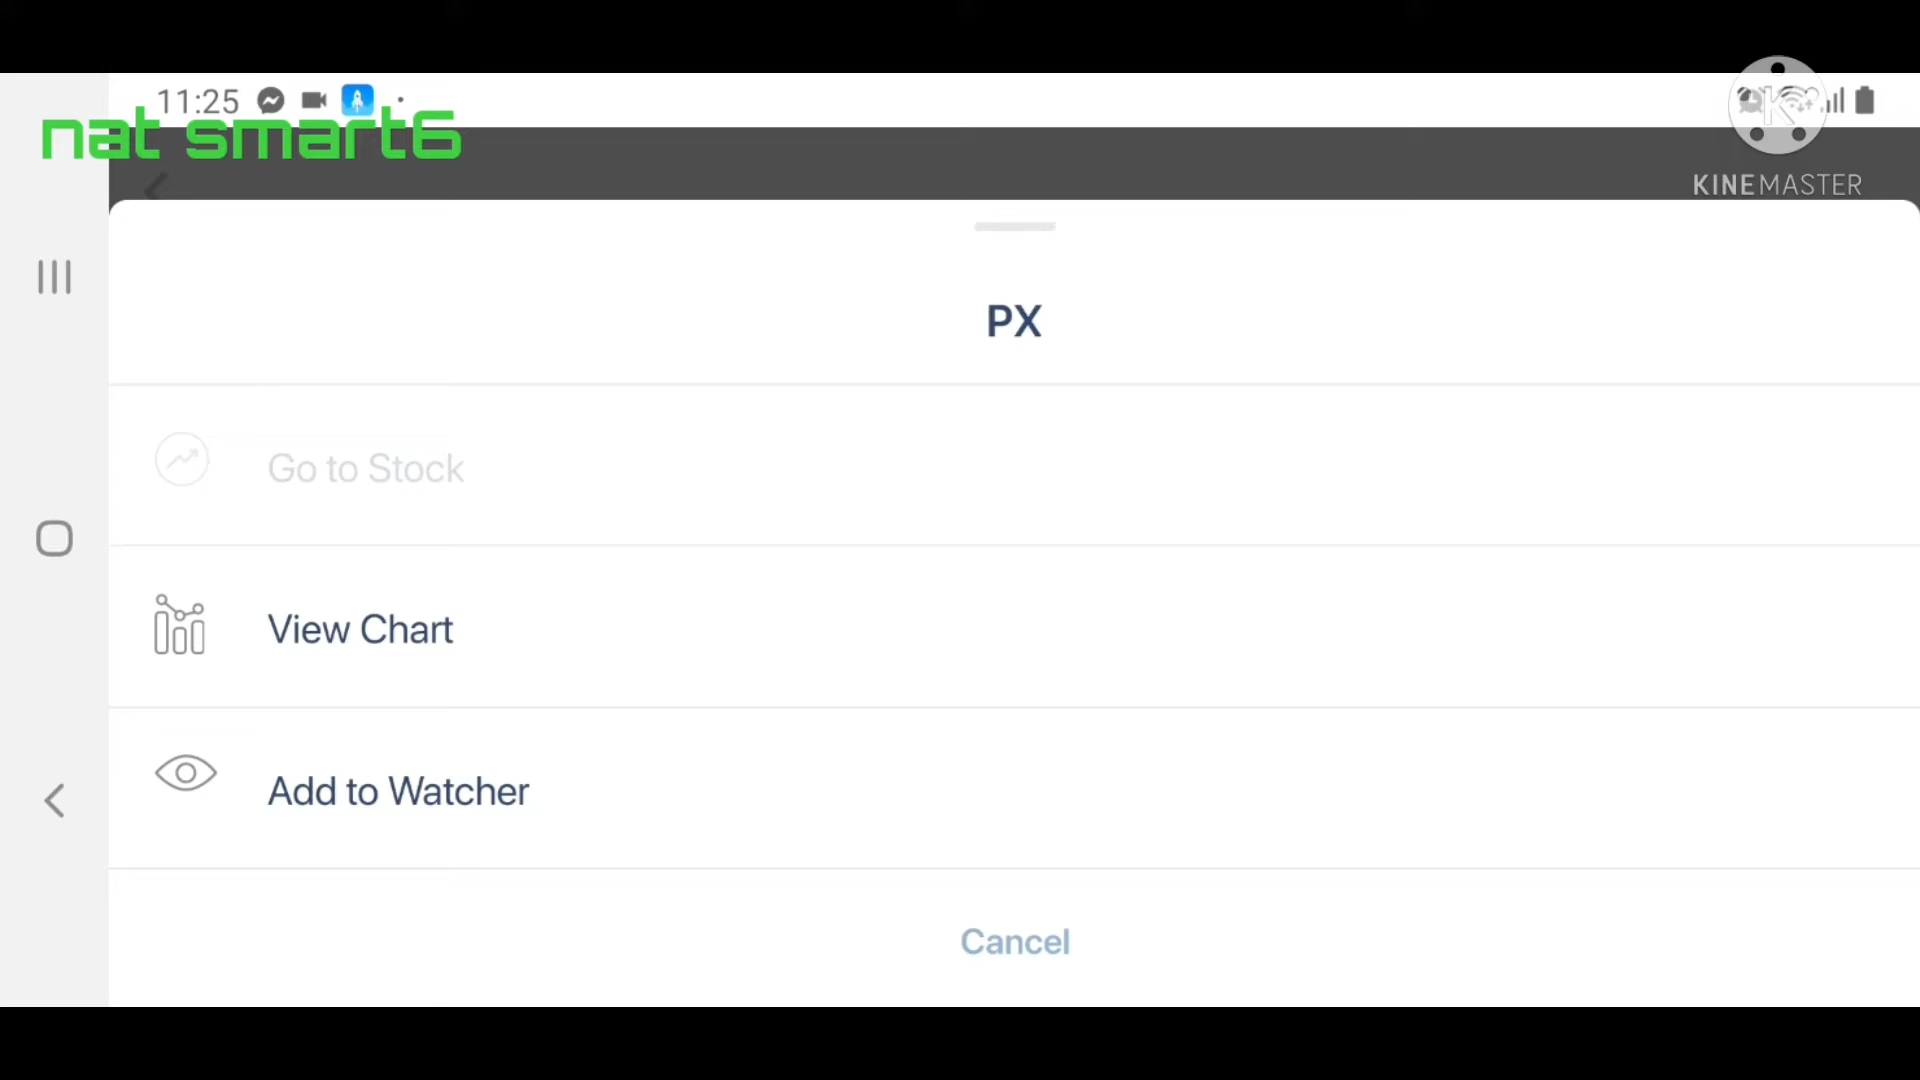 11:25
nat smart6
KINEMASTER
PX
Go to Stock
View Chart
Add to Watcher
Cancel